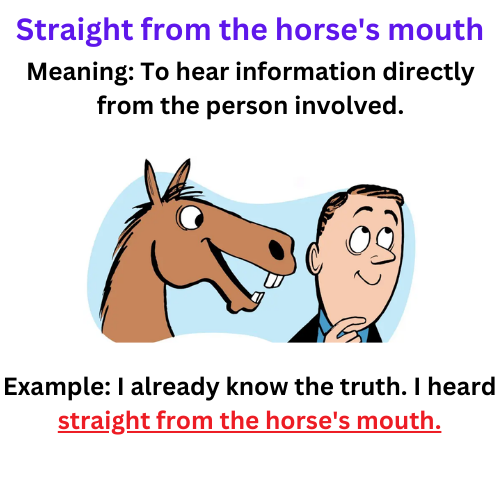 Straight from the horse's mouth
Meaning: To hear information directly
from the person involved.
Example: I already know the truth. I heard
straight from the horse's mouth.